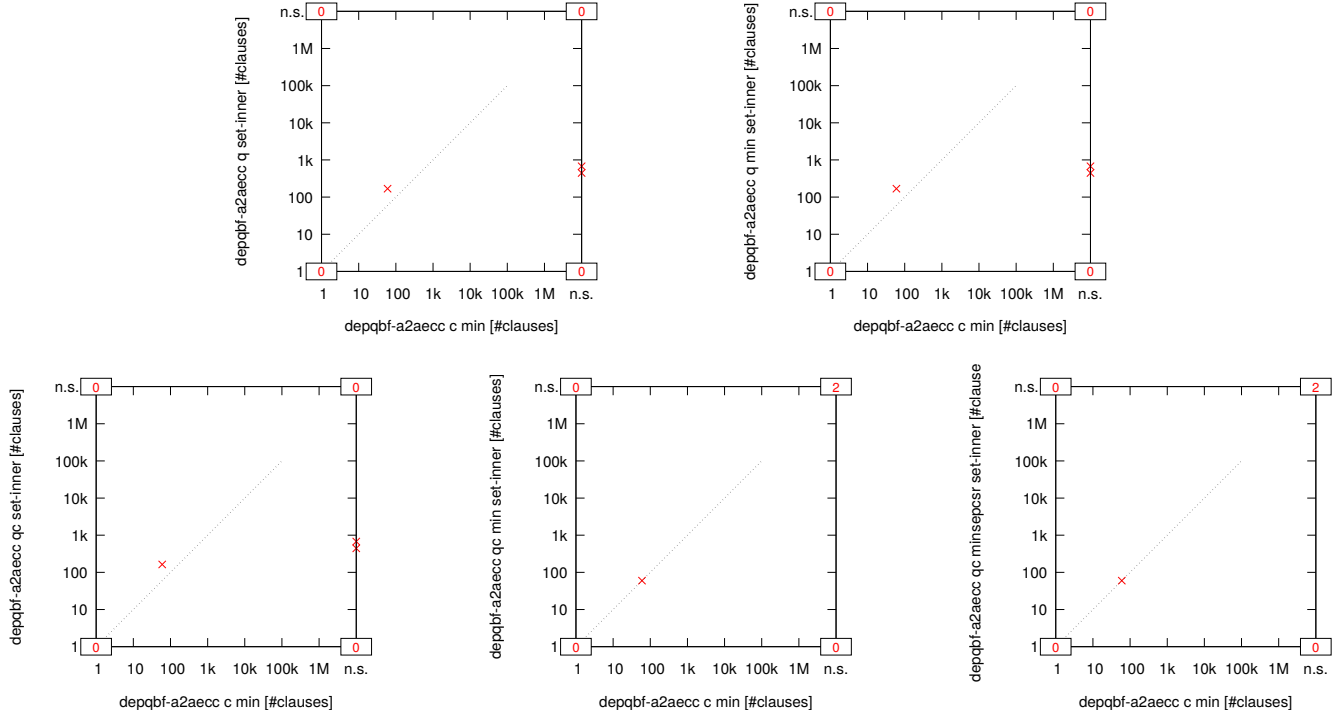 n.s. 0 0
1M
100k
10k
1k
100
10
1 0 0
1 10 100 1k 10k 100k 1M n.s.
depqbf-a2aecc c min [#clauses]
depqbf-a2aecc q set-inner [#clauses]
n.s. 0 0
1M
100k
10k
1k
100
10
1 0 0
1 10 100 1k 10k 100k 1M n.s.
depqbf-a2aecc c min [#clauses]
depqbf-a2aecc q min set-inner [#clauses]
n.s. 0 0
1M
100k
10k
1k
100
10
1 0 0
1 10 100 1k 10k 100k 1M n.s.
depqbf-a2aecc c min [#clauses]
depqbf-a2aecc qc set-inner [#clauses]
n.s. 0 2
1M
100k
10k
1k
100
10
1 0 0
1 10 100 1k 10k 100k 1M n.s.
depqbf-a2aecc c min [#clauses]
depqbf-a2aecc qc min set-inner [#clauses]
n.s. 0 2
1M
100k
10k
1k
100
10
1 0 0
1 10 100 1k 10k 100k 1M n.s.
depqbf-a2aecc c min [#clauses]
depqbf-a2aecc qc minsepcsr set-inner [#clause